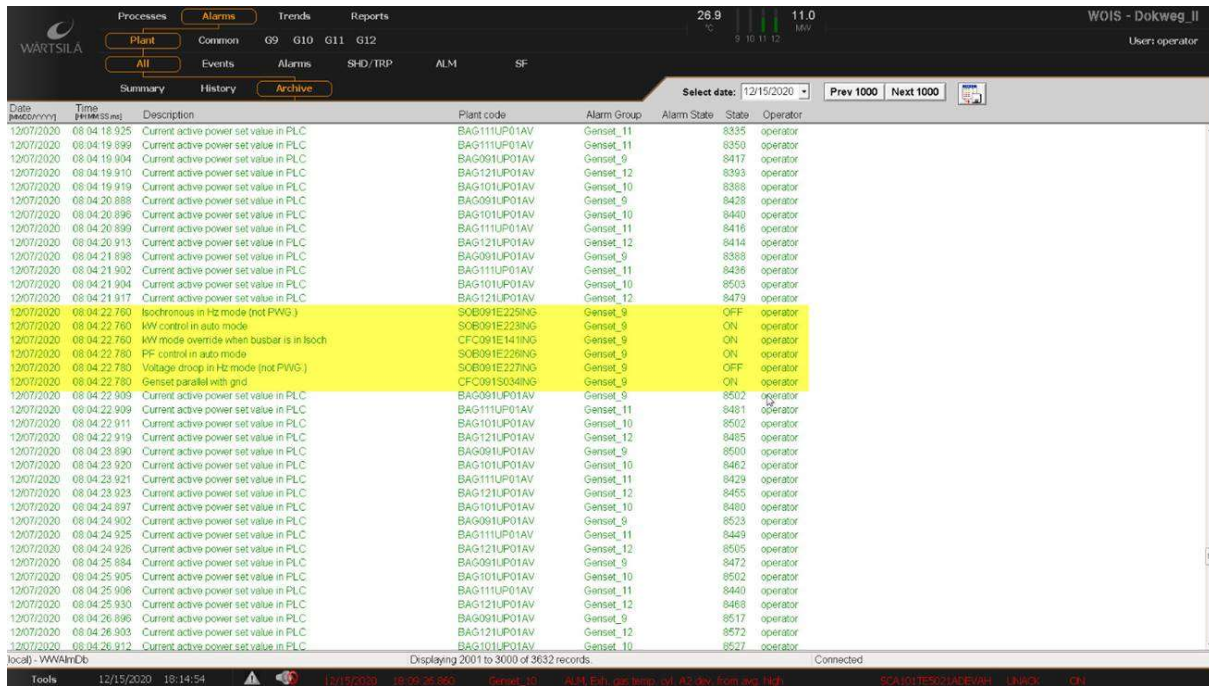 Processes Alarms Trends Reports 26.9 °C 11.0 MW WOIS - Dokweg_II
WÄRTSILÄ
Plant Common G9 G10 G11 G12 9 10 11 12 User: operator
All Events Alarms SHD/TRP ALM SF
Summary History Archive Select date: 12/15/2020 Prev 1000 Next 1000
Date Time Description Plant code Alarm Group Alarm State State Operator
[MM/DD/YYYY] [HH:MM:SS.ms]
12/07/2020 08:04:18.925 Current active power set value in PLC BAG111UP01AV Genset_11 8335 operator
12/07/2020 08:04:19.899 Current active power set value in PLC BAG111UP01AV Genset_11 8350 operator
12/07/2020 08:04:19.904 Current active power set value in PLC BAG091UP01AV Genset_9 8417 operator
12/07/2020 08:04:19.910 Current active power set value in PLC BAG121UP01AV Genset_12 8393 operator
12/07/2020 08:04:19.919 Current active power set value in PLC BAG101UP01AV Genset_10 8388 operator
12/07/2020 08:04:20.888 Current active power set value in PLC BAG091UP01AV Genset_9 8428 operator
12/07/2020 08:04:20.896 Current active power set value in PLC BAG101UP01AV Genset_10 8440 operator
12/07/2020 08:04:20.899 Current active power set value in PLC BAG111UP01AV Genset_11 8416 operator
12/07/2020 08:04:20.913 Current active power set value in PLC BAG121UP01AV Genset_12 8414 operator
12/07/2020 08:04:21.898 Current active power set value in PLC BAG091UP01AV Genset_9 8388 operator
12/07/2020 08:04:21.902 Current active power set value in PLC BAG111UP01AV Genset_11 8436 operator
12/07/2020 08:04:21.904 Current active power set value in PLC BAG101UP01AV Genset_10 8503 operator
12/07/2020 08:04:21.917 Current active power set value in PLC BAG121UP01AV Genset_12 8479 operator
12/07/2020 08:04:22.760 Isochronous in Hz mode (not PWG.) SOB091E225ING Genset_9 OFF operator
12/07/2020 08:04:22.760 kW control in auto mode SOB091E223ING Genset_9 ON operator
12/07/2020 08:04:22.760 kW mode override when busbar is in Isoch CFC091E141ING Genset_9 ON operator
12/07/2020 08:04:22.780 PF control in auto mode SOB091E226ING Genset_9 ON operator
12/07/2020 08:04:22.780 Voltage droop in Hz mode (not PWG.) SOB091E227ING Genset_9 OFF operator
12/07/2020 08:04:22.780 Genset parallel with grid CFC091S034ING Genset_9 ON operator
12/07/2020 08:04:22.909 Current active power set value in PLC BAG091UP01AV Genset_9 8502 operator
12/07/2020 08:04:22.909 Current active power set value in PLC BAG111UP01AV Genset_11 8481 operator
12/07/2020 08:04:22.911 Current active power set value in PLC BAG101UP01AV Genset_10 8502 operator
12/07/2020 08:04:22.919 Current active power set value in PLC BAG121UP01AV Genset_12 8485 operator
12/07/2020 08:04:23.890 Current active power set value in PLC BAG091UP01AV Genset_9 8500 operator
12/07/2020 08:04:23.920 Current active power set value in PLC BAG101UP01AV Genset_10 8462 operator
12/07/2020 08:04:23.921 Current active power set value in PLC BAG111UP01AV Genset_11 8429 operator
12/07/2020 08:04:23.923 Current active power set value in PLC BAG121UP01AV Genset_12 8455 operator
12/07/2020 08:04:24.897 Current active power set value in PLC BAG101UP01AV Genset_10 8480 operator
12/07/2020 08:04:24.902 Current active power set value in PLC BAG091UP01AV Genset_9 8523 operator
12/07/2020 08:04:24.925 Current active power set value in PLC BAG111UP01AV Genset_11 8449 operator
12/07/2020 08:04:24.926 Current active power set value in PLC BAG121UP01AV Genset_12 8505 operator
12/07/2020 08:04:25.884 Current active power set value in PLC BAG091UP01AV Genset_9 8472 operator
12/07/2020 08:04:25.905 Current active power set value in PLC BAG101UP01AV Genset_10 8502 operator
12/07/2020 08:04:25.906 Current active power set value in PLC BAG111UP01AV Genset_11 8440 operator
12/07/2020 08:04:25.930 Current active power set value in PLC BAG121UP01AV Genset_12 8468 operator
12/07/2020 08:04:26.896 Current active power set value in PLC BAG091UP01AV Genset_9 8517 operator
12/07/2020 08:04:26.903 Current active power set value in PLC BAG121UP01AV Genset_12 8572 operator
12/07/2020 08:04:26.912 Current active power set value in PLC BAG101UP01AV Genset_10 8527 operator
local) - WWAlmDb Displaying 2001 to 3000 of 3632 records. Connected
Tools 12/15/2020 18:14:54 12/15/2020 18:09:26.860 Genset_10 ALM, Exh. gas temp. cyl. A2 dev. from avg. high SCA101TE5021ADEVAH UNACK ON